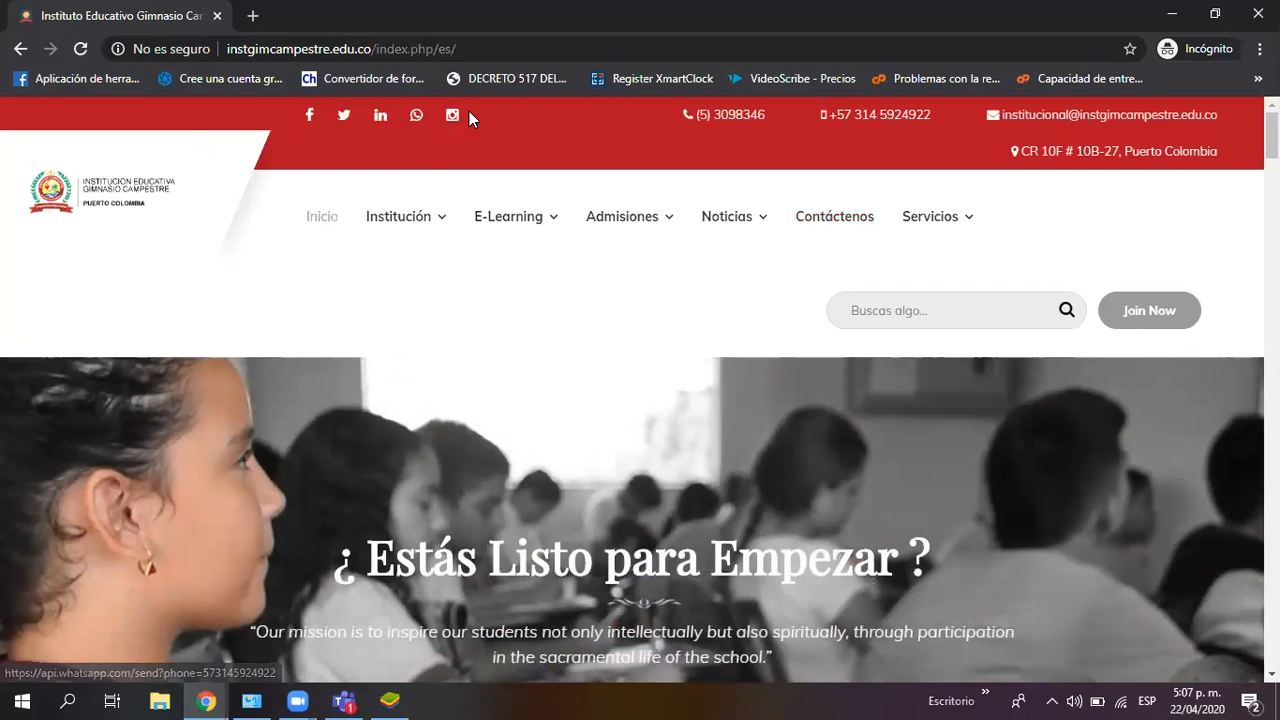 Instituto Educativo Gimnasio Car
No es seguro
instgimcampestre.edu.co/index.php/es/
Incógnito
Aplicación de herra...
Cree una cuenta gr...
Ch Convertidor de for...
DECRETO 517 DEL...
Register XmartClock
VideoScribe - Precios
Problemas con la re...
Capacidad de entre...
»
(5) 3098346
+57 314 5924922
institucional@instgimcampestre.edu.co
CR 10F # 10B-27, Puerto Colombia
INSTITUCION EDUCATIVA
GIMNASIO CAMPESTRE
PUERTO COLOMBIA
Inicio
Institución
E-Learning
Admisiones
Noticias
Contáctenos
Servicios
Buscas algo...
Join Now
¿ Estás Listo para Empezar ?
“Our mission is to inspire our students not only intellectually but also spiritually, through participation
in the sacramental life of the school.”
https://api.whatsapp.com/send?phone=573145924922
Escritorio
»
ESP
5:07 p. m.
22/04/2020
1
2